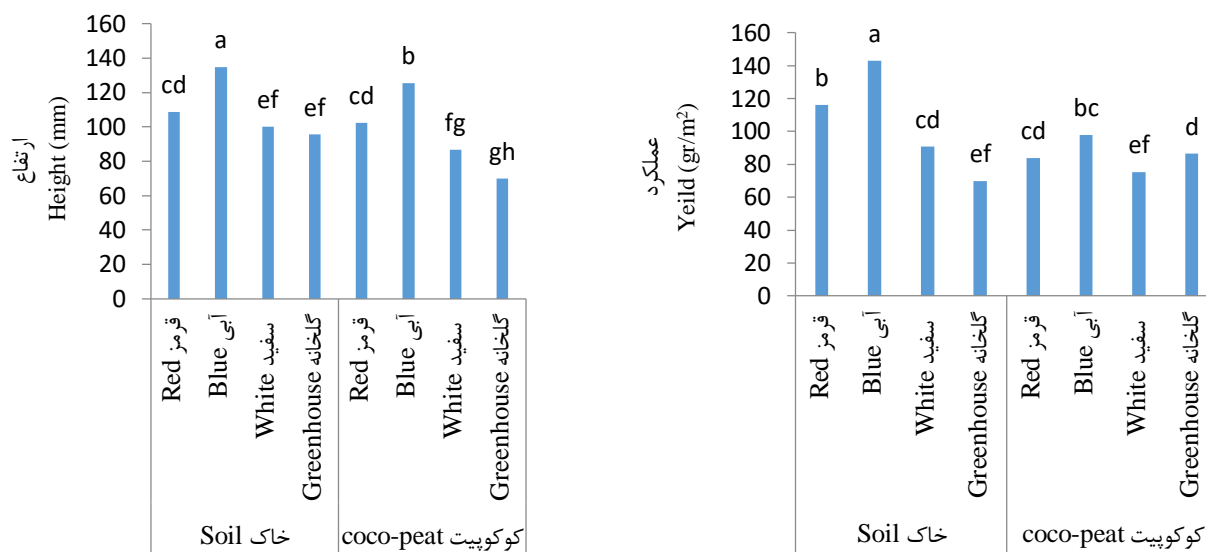 ارتفاع
Height (mm)
160
140
120
100
80
60
40
20
0
cd
a
ef
ef
cd
b
fg
gh
قرمز Red
آبی Blue
سفید White
گلخانه Greenhouse
قرمز Red
آبی Blue
سفید White
گلخانه Greenhouse
خاک Soil
کوکوپیت coco-peat
عملکرد
Yeild (gr/m²)
160
140
120
100
80
60
40
20
0
b
a
cd
ef
cd
bc
ef
d
قرمز Red
آبی Blue
سفید White
گلخانه Greenhouse
قرمز Red
آبی Blue
سفید White
گلخانه Greenhouse
خاک Soil
کوکوپیت coco-peat